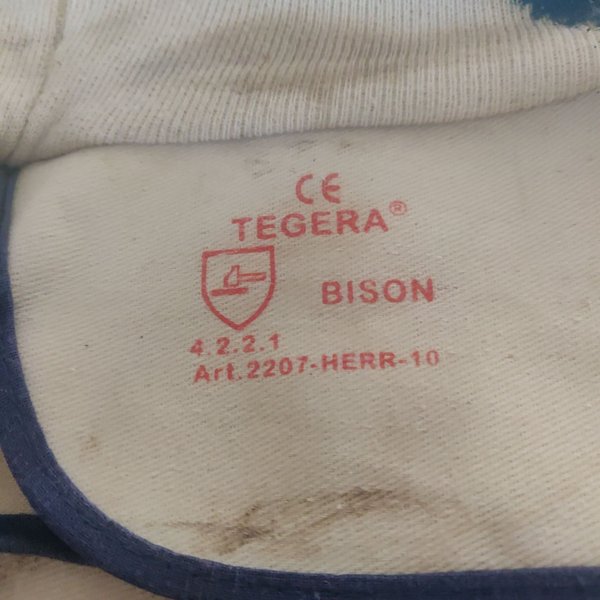 CE
TEGERA®
BISON
4.2.2.1
Art.2207-HERR-10